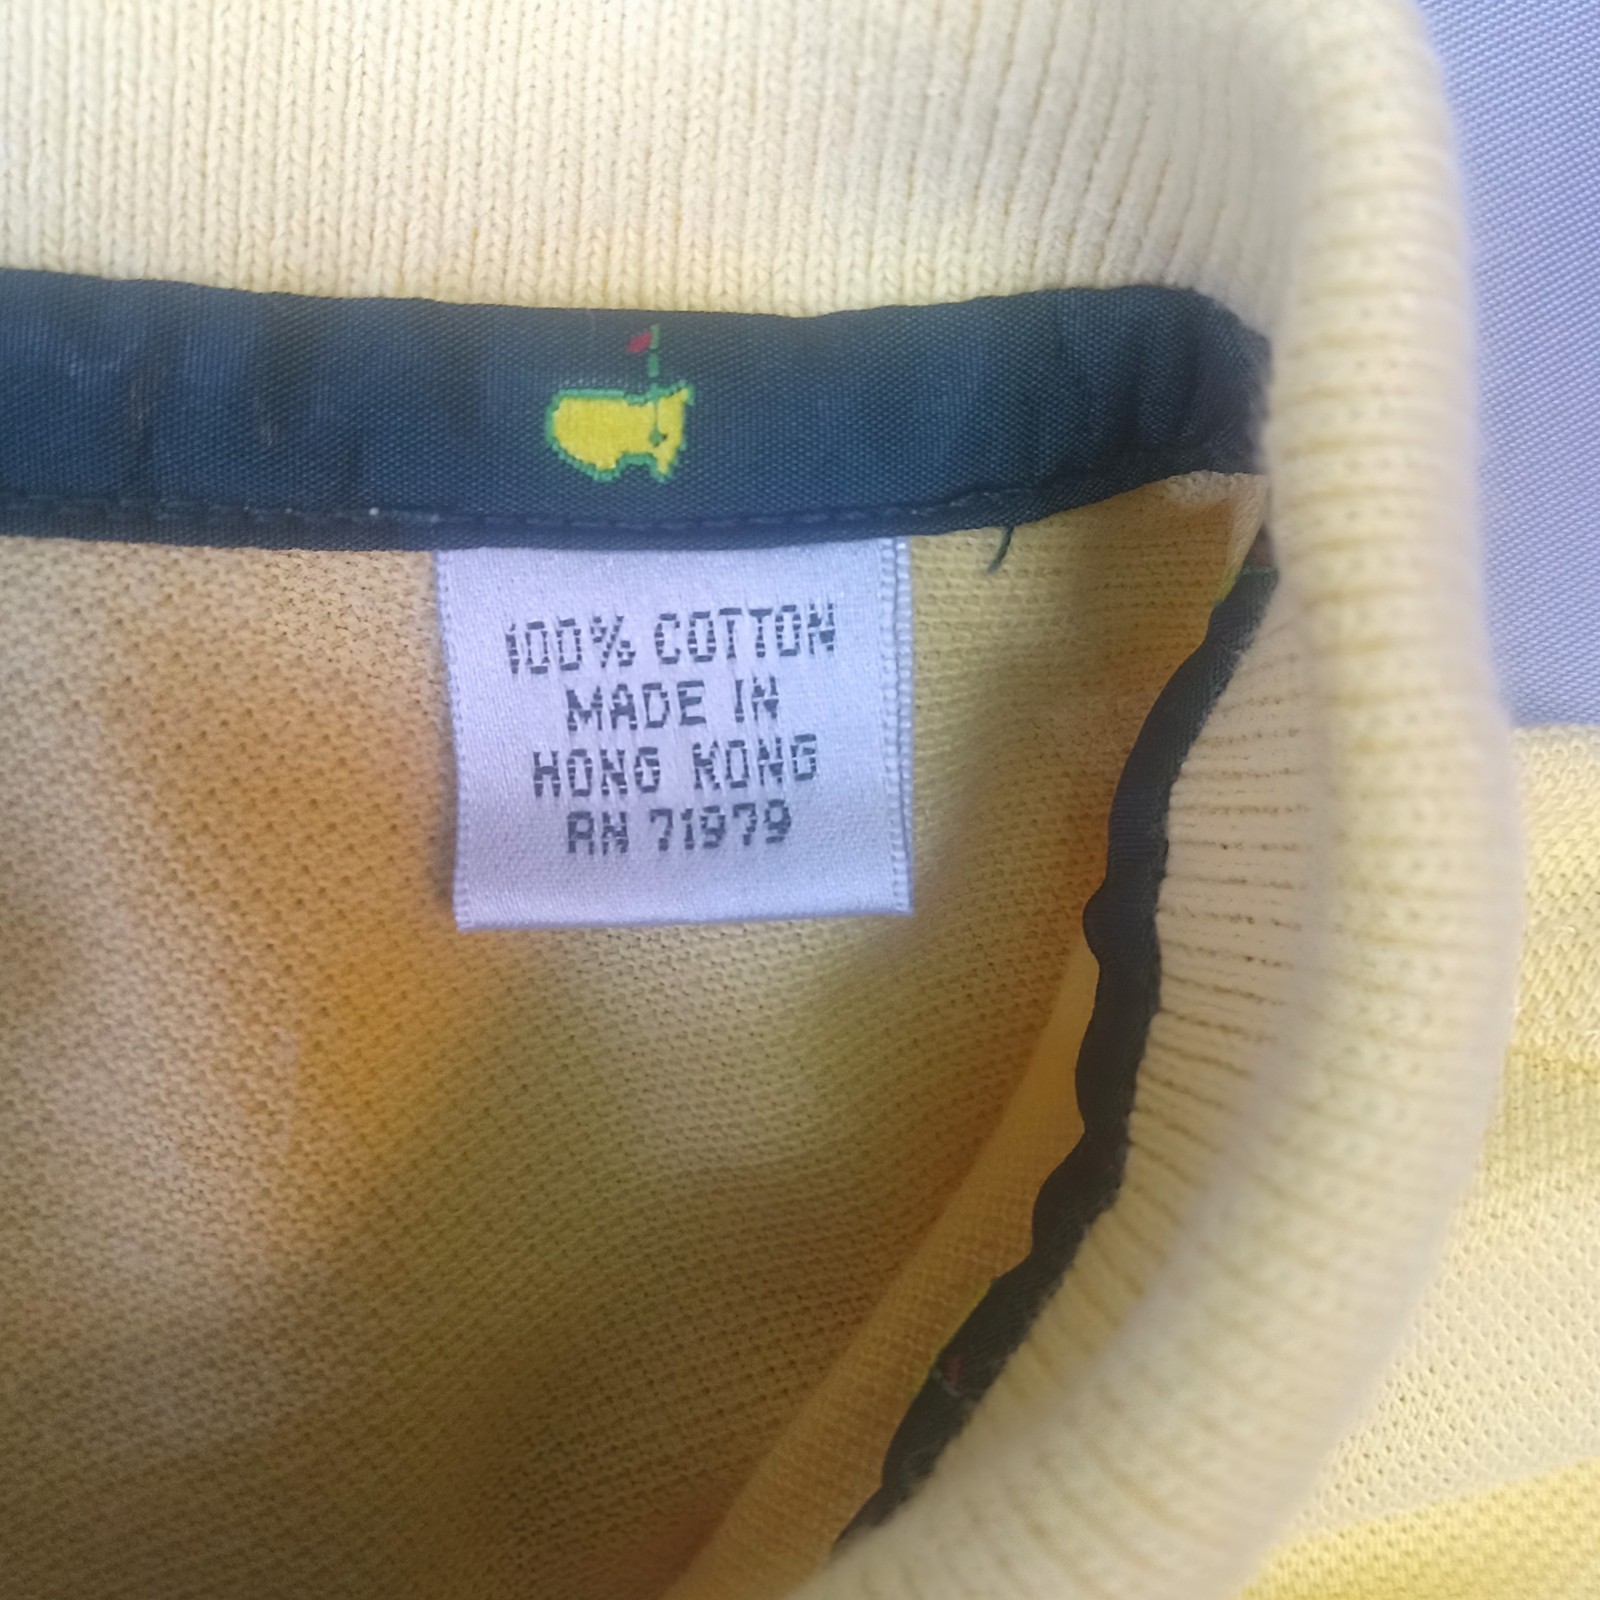 100% COTTON
MADE IN
HONG KONG
RN 71979